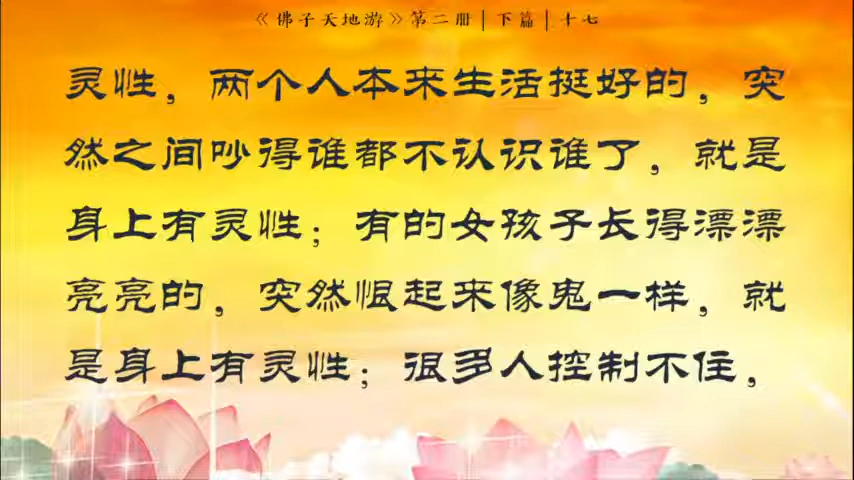 《佛子天地游》第二册|下篇|十七
灵性，两个人本来生活挺好的，突
然之间吵得谁都不认识谁了，就是
身上有灵性；有的女孩子长得漂漂
亮亮的，突然恨起来像鬼一样，就
是身上有灵性；很多人控制不住，